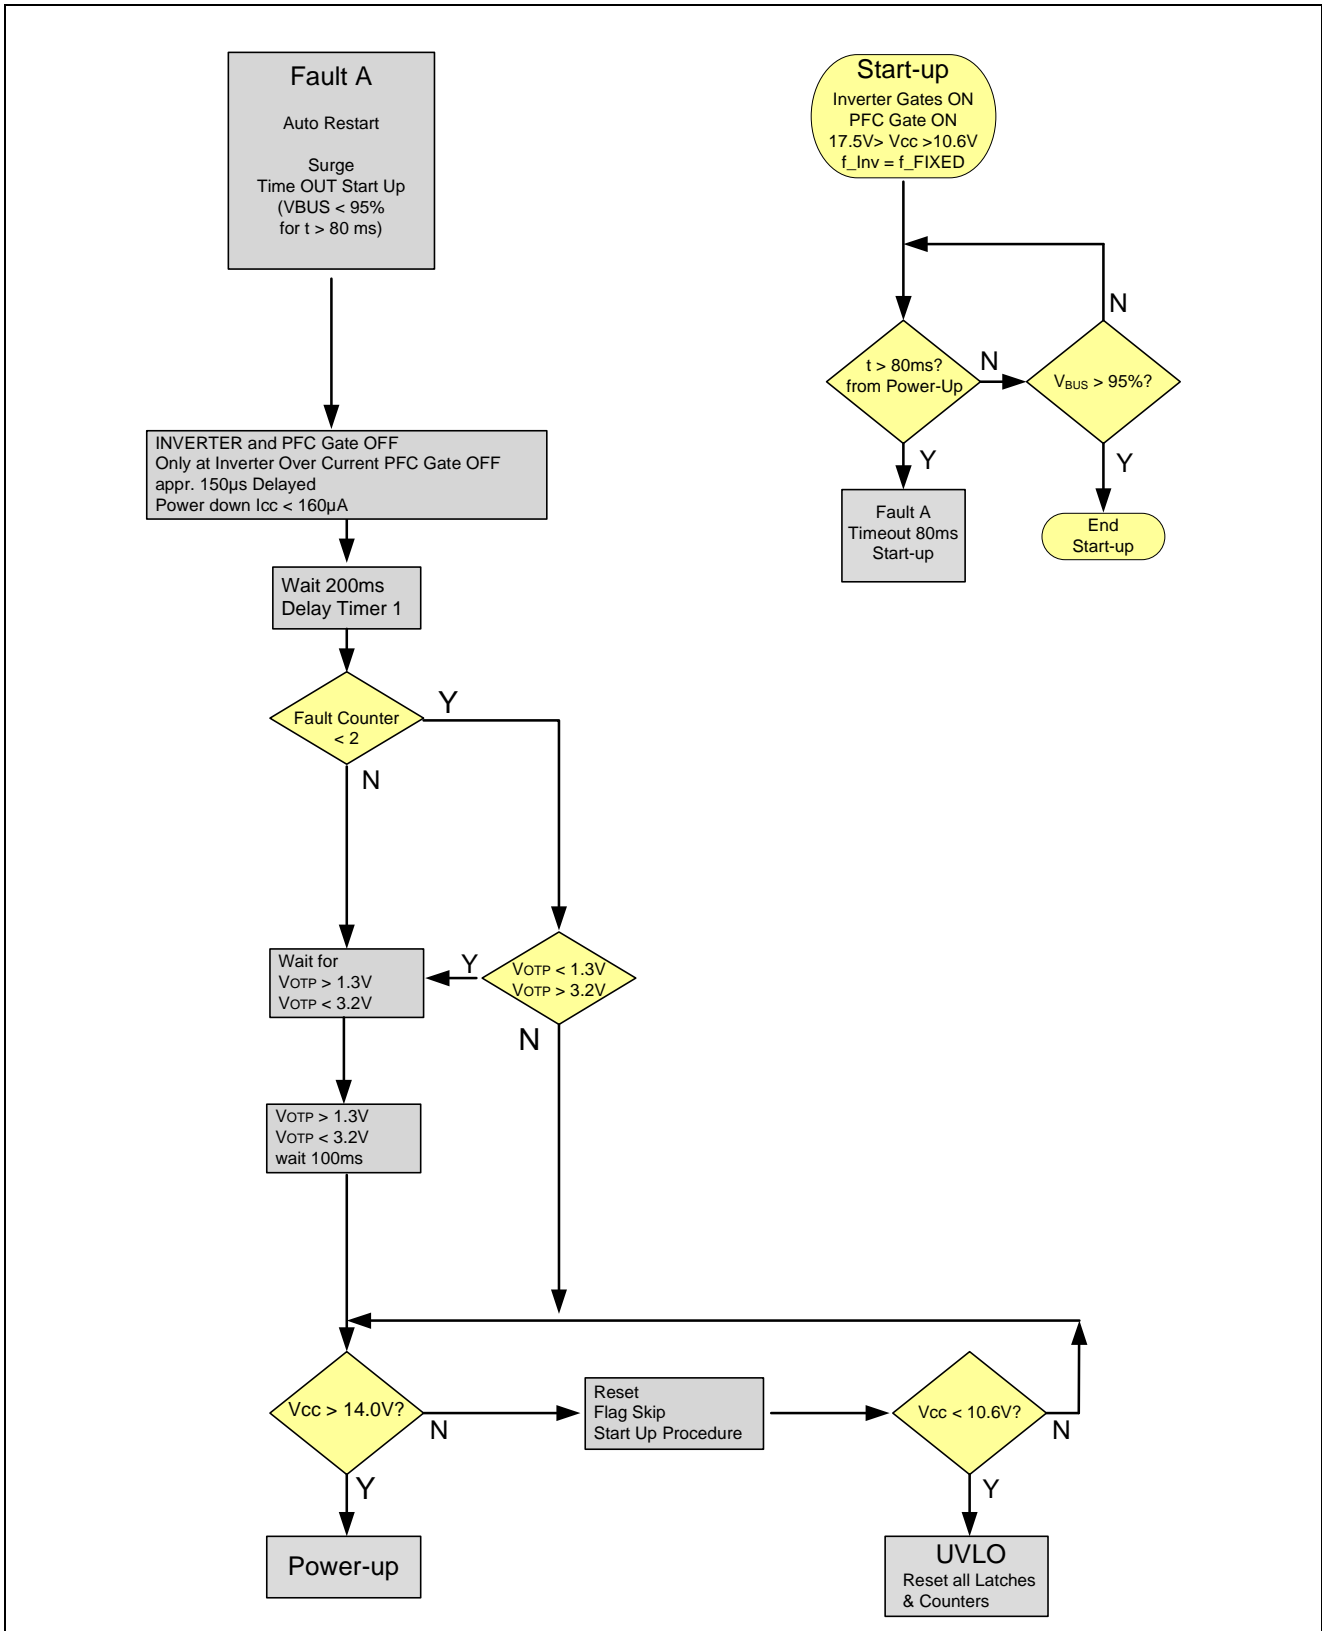 Fault A
Auto Restart
Surge
Time OUT Start Up
(VBUS < 95%
for t > 80 ms)
INVERTER and PFC Gate OFF
Only at Inverter Over Current PFC Gate OFF
appr. 150µs Delayed
Power down Icc < 160µA
Wait 200ms
Delay Timer 1
Fault Counter
< 2
Y
N
Wait for
VOTP > 1.3V
VOTP < 3.2V
Y
VOTP < 1.3V
VOTP > 3.2V
N
VOTP > 1.3V
VOTP < 3.2V
wait 100ms
Vcc > 14.0V?
N
Y
Reset
Flag Skip
Start Up Procedure
Vcc < 10.6V?
N
Y
Power-up
UVLO
Reset all Latches
& Counters
Start-up
Inverter Gates ON
PFC Gate ON
17.5V> Vcc >10.6V
f_Inv = f_FIXED
t > 80ms?
from Power-Up
N
Y
VBUS > 95%?
N
Y
Fault A
Timeout 80ms
Start-up
End
Start-up